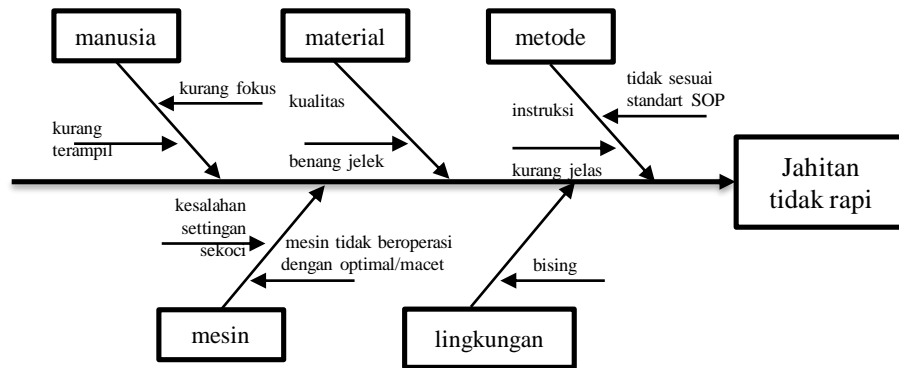 manusia
material
metode
kurang fokus
kurang
terampil
kualitas
benang jelek
tidak sesuai
standart SOP
instruksi
kurang jelas
Jahitan
tidak rapi
kesalahan
settingan
sekoci
mesin tidak beroperasi
dengan optimal/macet
bising
mesin
lingkungan